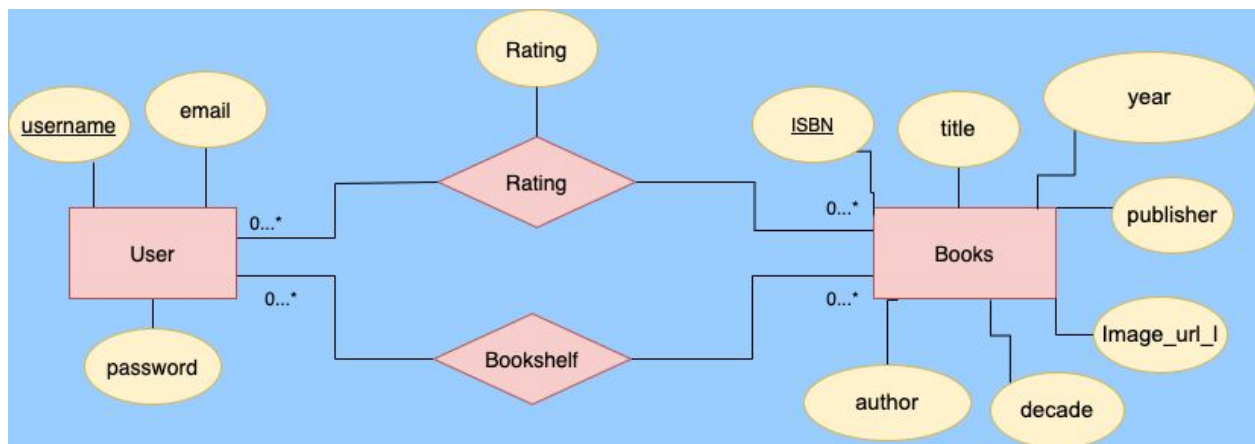 Rating
username
email
ISBN
title
year
Rating
0...*
0...*
publisher
User
Books
0...*
0...*
password
Bookshelf
Image_url_l
author
decade